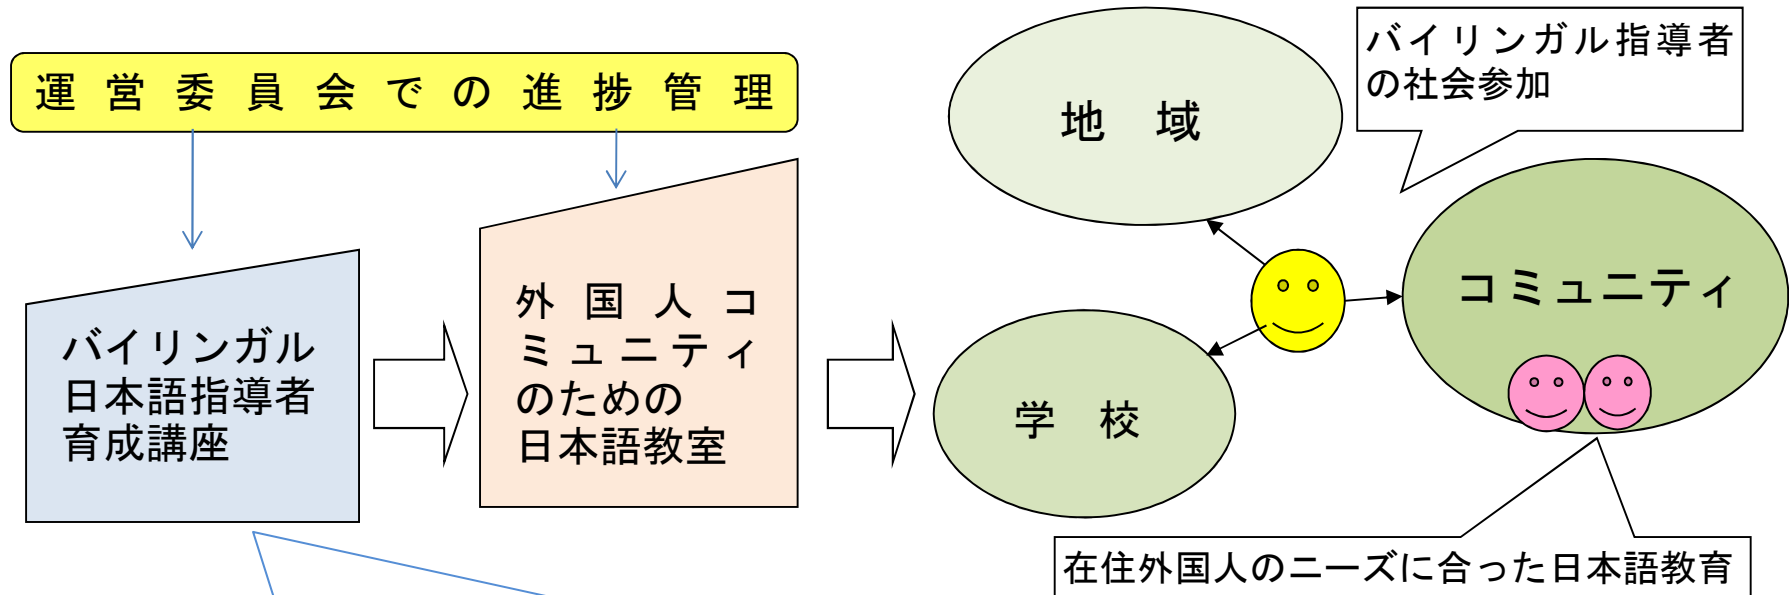 運営委員会での進捗管理
バイリンガル
日本語指導者
育成講座
外国人コ
ミュニティ
のための
日本語教室
地 域
学 校
コミュニティ
バイリンガル指導者
の社会参加
在住外国人のニーズに合った日本語教育